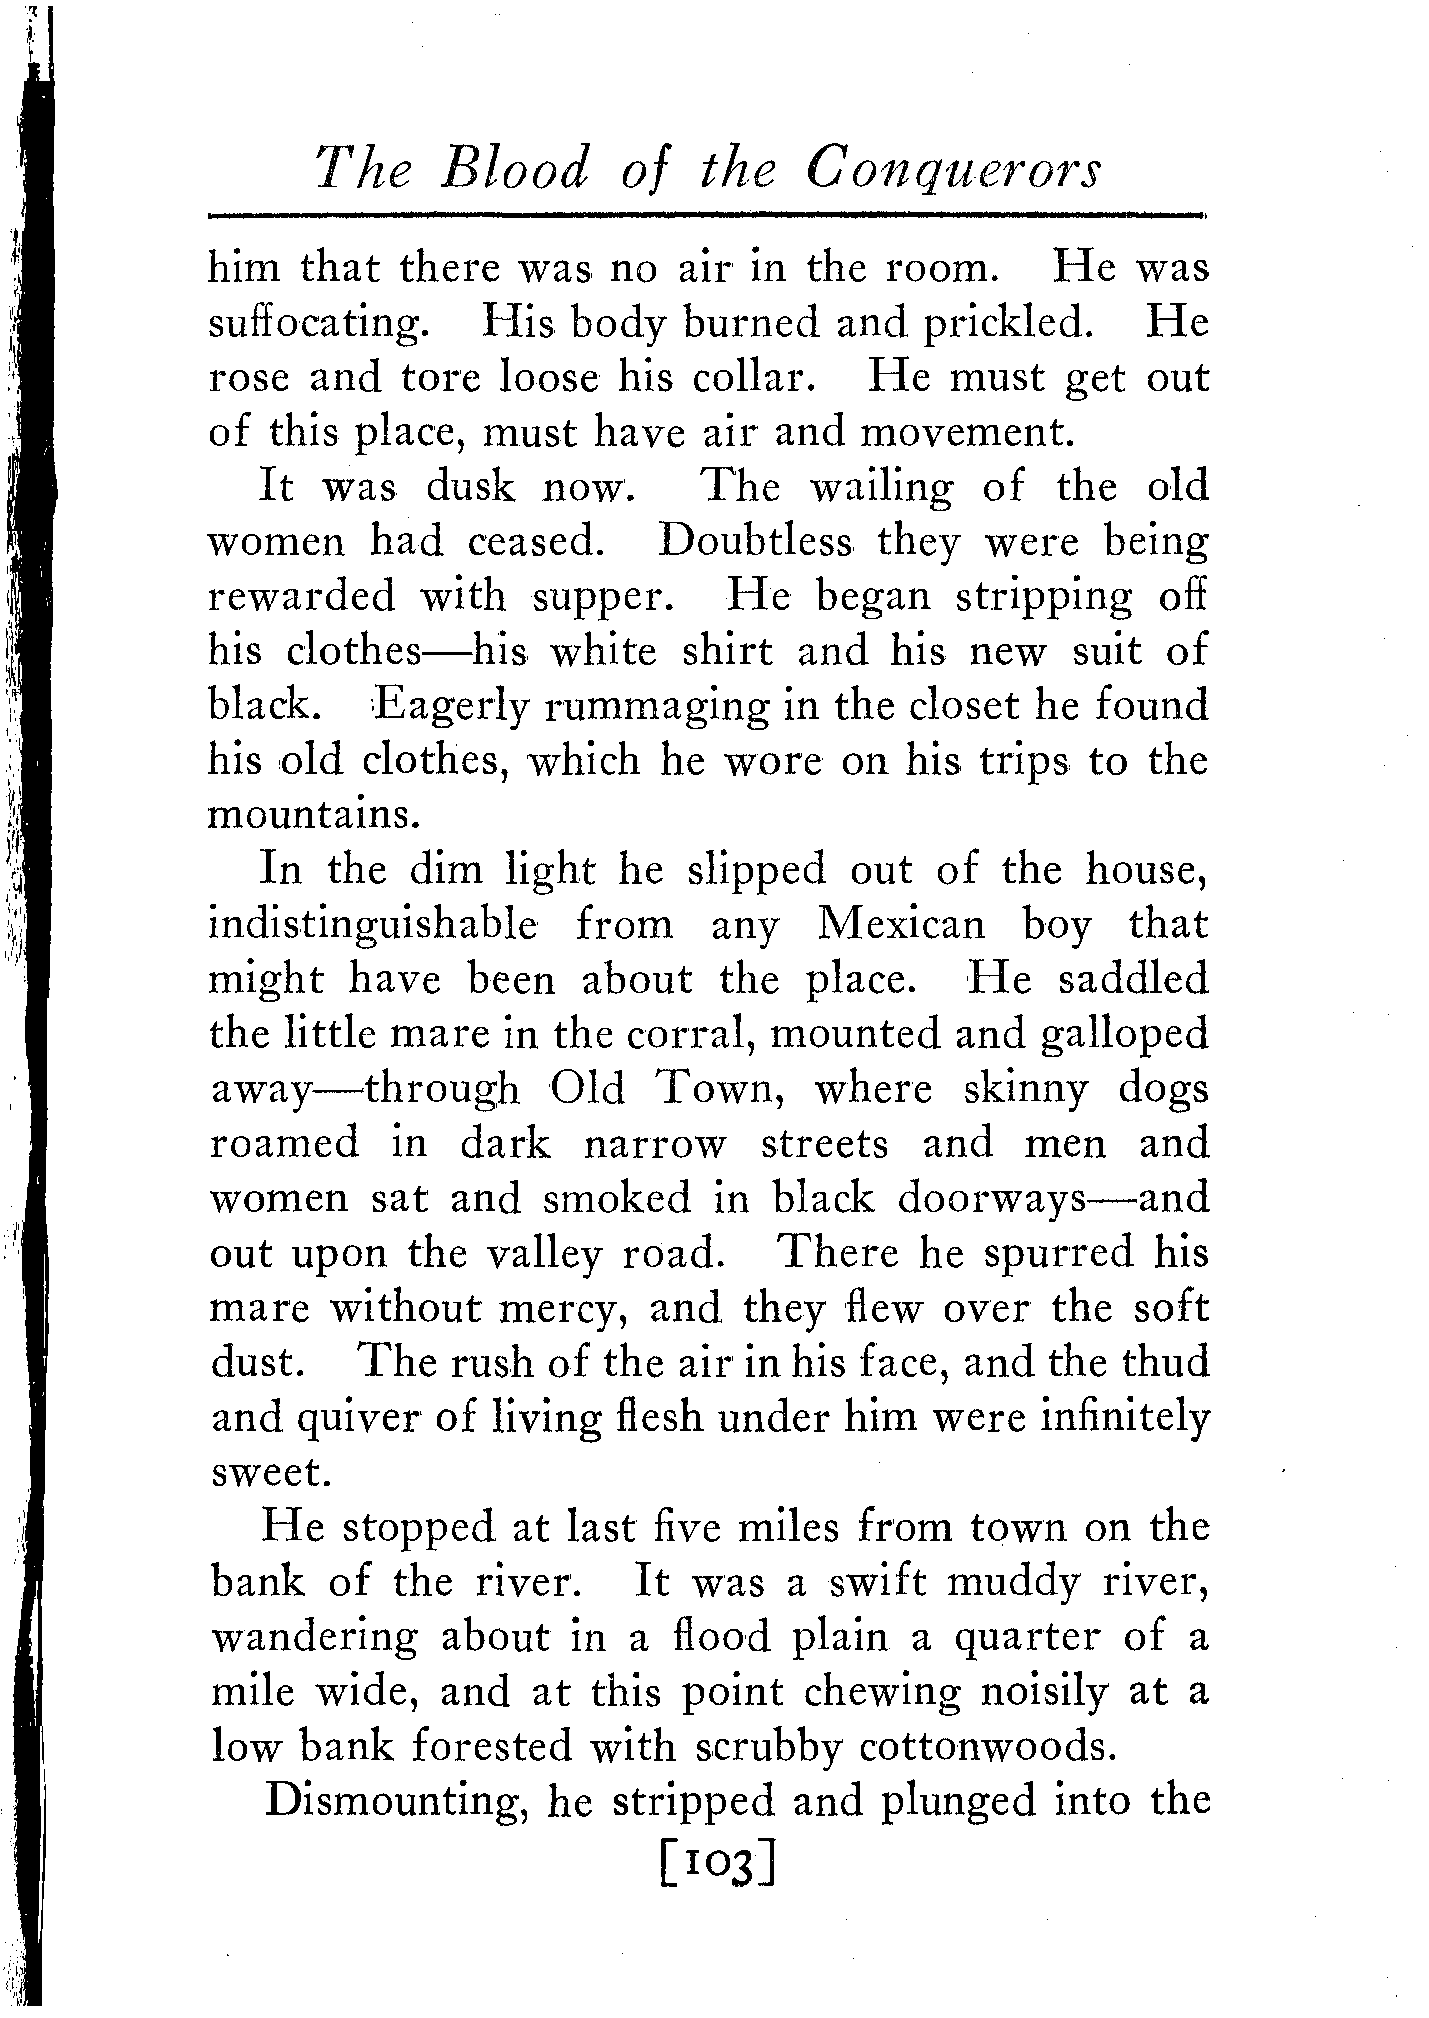 The Blood of the Conquerors
him that there was no air in the room. He was
suffocating. His body burned and prickled. He
rose and tore loose his collar. He must get out
of this place, must have air and movement.
It was dusk now. The wailing of the old
women had ceased. Doubtless they were being
rewarded with supper. He began stripping off
his clothes—his white shirt and his new suit of
black. Eagerly rummaging in the closet he found
his old clothes, which he wore on his trips to the
mountains.
In the dim light he slipped out of the house,
indistinguishable from any Mexican boy that
might have been about the place. He saddled
the little mare in the corral, mounted and galloped
away—through Old Town, where skinny dogs
roamed in dark narrow streets and men and
women sat and smoked in black doorways—and
out upon the valley road. There he spurred his
mare without mercy, and they flew over the soft
dust. The rush of the air in his face, and the thud
and quiver of living flesh under him were infinitely
sweet.
He stopped at last five miles from town on the
bank of the river. It was a swift muddy river,
wandering about in a flood plain a quarter of a
mile wide, and at this point chewing noisily at a
low bank forested with scrubby cottonwoods.
Dismounting, he stripped and plunged into the
[103]